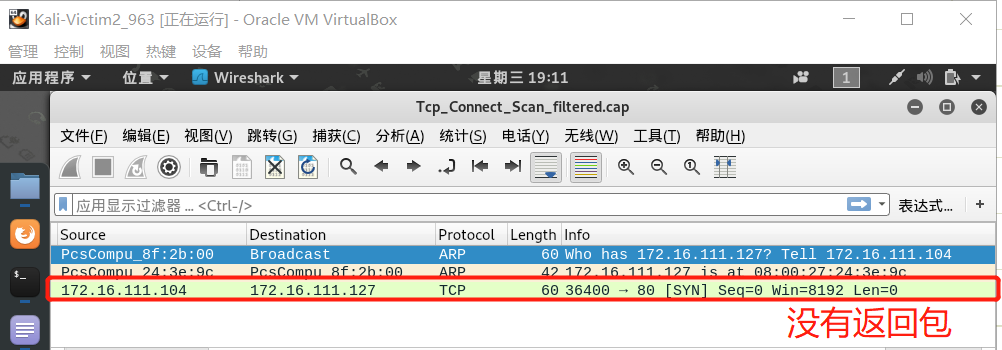 Kali-Victim2_963 [正在运行] - Oracle VM VirtualBox
管理 控制 视图 热键 设备 帮助
应用程序 位置 Wireshark 星期三 19:11 1
Tcp_Connect_Scan_filtered.cap
文件(F) 编辑(E) 视图(V) 跳转(G) 捕获(C) 分析(A) 统计(S) 电话(Y) 无线(W) 工具(T) 帮助(H)
应用显示过滤器 … <Ctrl-/> 表达式… +
Source Destination Protocol Length Info
PcsCompu_8f:2b:00 Broadcast ARP 60 Who has 172.16.111.127? Tell 172.16.111.104
PcsCompu_24:3e:9c PcsCompu_8f:2b:00 ARP 42 172.16.111.127 is at 08:00:27:24:3e:9c
172.16.111.104 172.16.111.127 TCP 60 36400 → 80 [SYN] Seq=0 Win=8192 Len=0
没有返回包